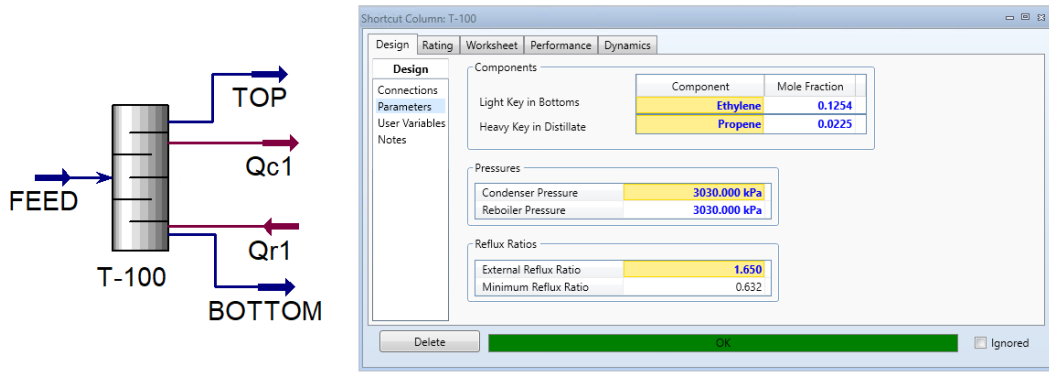 TOP
Qc1
FEED
Qr1
T-100
BOTTOM
Shortcut Column: T-100
Design Rating Worksheet Performance Dynamics
Design
Connections
Parameters
User Variables
Notes
Components
Component Mole Fraction
Light Key in Bottoms Ethylene 0.1254
Heavy Key in Distillate Propene 0.0225
Pressures
Condenser Pressure 3030.000 kPa
Reboiler Pressure 3030.000 kPa
Reflux Ratios
External Reflux Ratio 1.650
Minimum Reflux Ratio 0.632
Delete OK Ignored